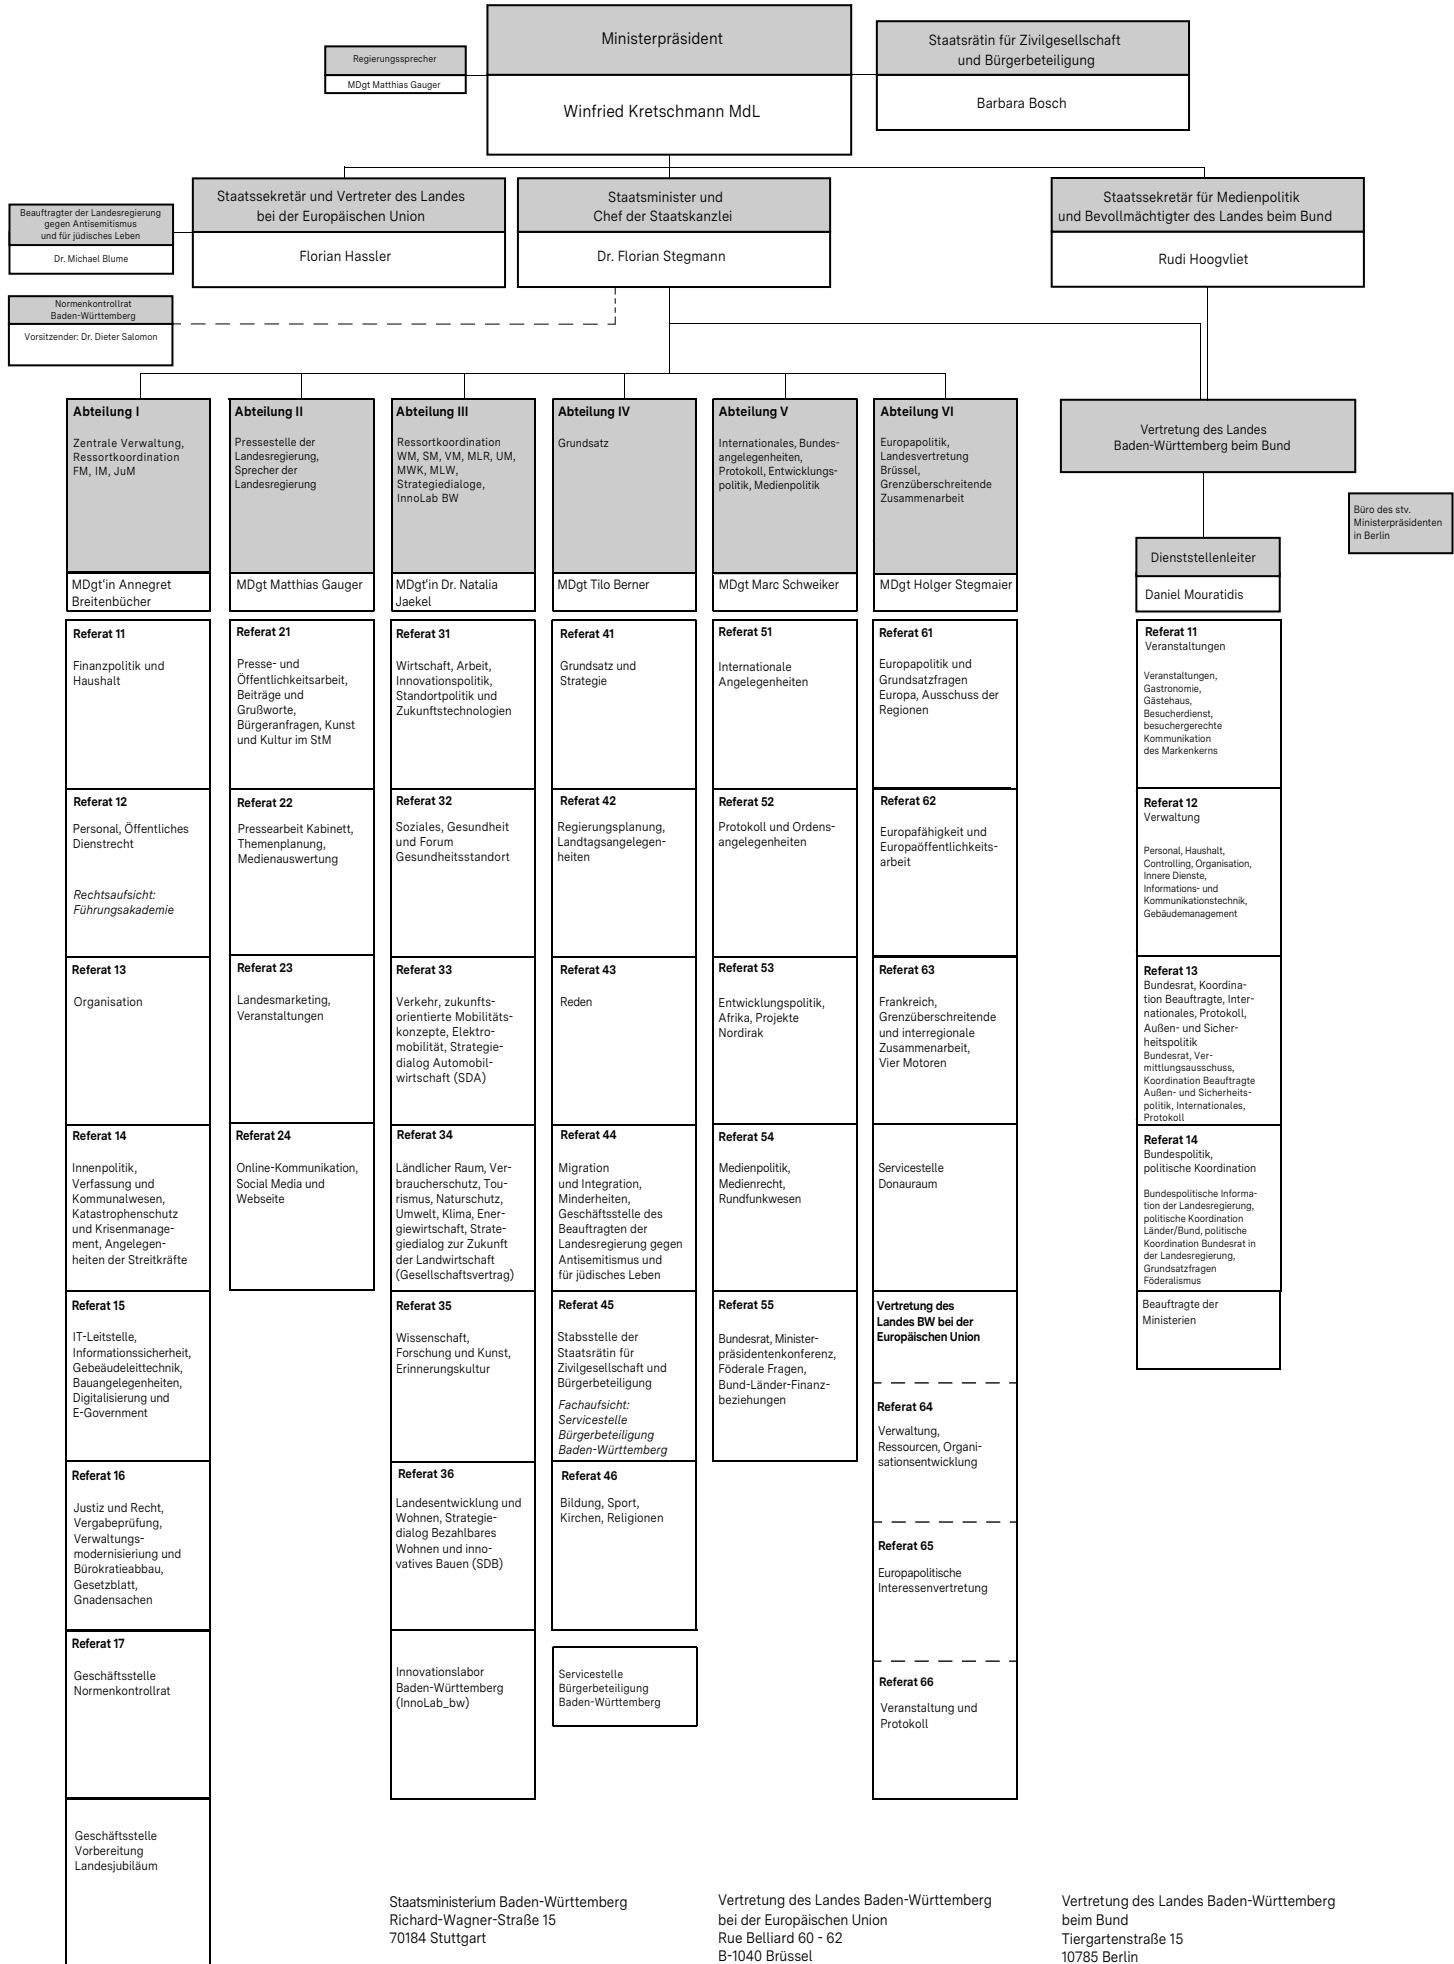 Ministerpräsident
Winfried Kretschmann MdL
Regierungssprecher
MDgt Matthias Gauger
Staatsrätin für Zivilgesellschaft
und Bürgerbeteiligung
Barbara Bosch
Staatssekretär und Vertreter des Landes
bei der Europäischen Union
Florian Hassler
Staatsminister und
Chef der Staatskanzlei
Dr. Florian Stegmann
Staatssekretär für Medienpolitik
und Bevollmächtigter des Landes beim Bund
Rudi Hoogvliet
Beauftragter der Landesregierung
gegen Antisemitismus
und für jüdisches Leben
Dr. Michael Blume
Normenkontrollrat
Baden-Württemberg
Vorsitzender: Dr. Dieter Salomon
Abteilung I
Zentrale Verwaltung,
Ressortkoordination
FM, IM, JuM
MDgt'in Annegret
Breitenbücher
Referat 11
Finanzpolitik und
Haushalt
Referat 12
Personal, Öffentliches
Dienstrecht
Rechtsaufsicht:
Führungsakademie
Referat 13
Organisation
Referat 14
Innenpolitik,
Verfassung und
Kommunalwesen,
Katastrophenschutz
und Krisenmanage-
ment, Angelegen-
heiten der Streitkräfte
Referat 15
IT-Leitstelle,
Informationssicherheit,
Gebeäudeleittechnik,
Bauangelegenheiten,
Digitalisierung und
E-Government
Referat 16
Justiz und Recht,
Vergabeprüfung,
Verwaltungs-
modernisieriung und
Bürokratieabbau,
Gesetzblatt,
Gnadensachen
Referat 17
Geschäftsstelle
Normenkontrollrat
Geschäftsstelle
Vorbereitung
Landesjubiläum
Abteilung II
Pressestelle der
Landesregierung,
Sprecher der
Landesregierung
MDgt Matthias Gauger
Referat 21
Presse- und
Öffentlichkeitsarbeit,
Beiträge und
Grußworte,
Bürgeranfragen, Kunst
und Kultur im StM
Referat 22
Pressearbeit Kabinett,
Themenplanung,
Medienauswertung
Referat 23
Landesmarketing,
Veranstaltungen
Referat 24
Online-Kommunikation,
Social Media und
Webseite
Abteilung III
Ressortkoordination
WM, SM, VM, MLR, UM,
MWK, MLW,
Strategiedialoge,
InnoLab BW
MDgt'in Dr. Natalia
Jaekel
Referat 31
Wirtschaft, Arbeit,
Innovationspolitik,
Standortpolitik und
Zukunftstechnologien
Referat 32
Soziales, Gesundheit
und Forum
Gesundheitsstandort
Referat 33
Verkehr, zukunfts-
orientierte Mobilitäts-
konzepte, Elektro-
mobilität, Strategie-
dialog Automobil-
wirtschaft (SDA)
Referat 34
Ländlicher Raum, Ver-
braucherschutz, Tou-
rismus, Naturschutz,
Umwelt, Klima, Ener-
giewirtschaft, Strate-
giedialog zur Zukunft
der Landwirtschaft
(Gesellschaftsvertrag)
Referat 35
Wissenschaft,
Forschung und Kunst,
Erinnerungskultur
Referat 36
Landesentwicklung und
Wohnen, Strategie-
dialog Bezahlbares
Wohnen und inno-
vatives Bauen (SDB)
Innovationslabor
Baden-Württemberg
(InnoLab_bw)
Abteilung IV
Grundsatz
MDgt Tilo Berner
Referat 41
Grundsatz und
Strategie
Referat 42
Regierungsplanung,
Landtagsangelegen-
heiten
Referat 43
Reden
Referat 44
Migration
und Integration,
Minderheiten,
Geschäftsstelle des
Beauftragten der
Landesregierung gegen
Antisemitismus und
für jüdisches Leben
Referat 45
Stabsstelle der
Staatsrätin für
Zivilgesellschaft und
Bürgerbeteiligung
Fachaufsicht:
Servicestelle
Bürgerbeteiligung
Baden-Württemberg
Referat 46
Bildung, Sport,
Kirchen, Religionen
Servicestelle
Bürgerbeteiligung
Baden-Württemberg
Abteilung V
Internationales, Bundes-
angelegenheiten,
Protokoll, Entwicklungs-
politik, Medienpolitik
MDgt Marc Schweiker
Referat 51
Internationale
Angelegenheiten
Referat 52
Protokoll und Ordens-
angelegenheiten
Referat 53
Entwicklungspolitik,
Afrika, Projekte
Nordirak
Referat 54
Medienpolitik,
Medienrecht,
Rundfunkwesen
Referat 55
Bundesrat, Minister-
präsidentenkonferenz,
Föderale Fragen,
Bund-Länder-Finanz-
beziehungen
Abteilung VI
Europapolitik,
Landesvertretung
Brüssel,
Grenzüberschreitende
Zusammenarbeit
MDgt Holger Stegmaier
Referat 61
Europapolitik und
Grundsatzfragen
Europa, Ausschuss der
Regionen
Referat 62
Europafähigkeit und
Europaöffentlichkeits-
arbeit
Referat 63
Frankreich,
Grenzüberschreitende
und interregionale
Zusammenarbeit,
Vier Motoren
Servicestelle
Donauraum
Vertretung des
Landes BW bei der
Europäischen Union
Referat 64
Verwaltung,
Ressourcen, Organi-
sationsentwicklung
Referat 65
Europapolitische
Interessenvertretung
Referat 66
Veranstaltung und
Protokoll
Vertretung des Landes
Baden-Württemberg beim Bund
Büro des stv.
Ministerpräsidenten
in Berlin
Dienststellenleiter
Daniel Mouratidis
Referat 11
Veranstaltungen
Veranstaltungen,
Gastronomie,
Gästehaus,
Besucherdienst,
besuchergerechte
Kommunikation
des Markenkerns
Referat 12
Verwaltung
Personal, Haushalt,
Controlling, Organisation,
Innere Dienste,
Informations- und
Kommunikationstechnik,
Gebäudemanagement
Referat 13
Bundesrat, Koordina-
tion Beauftragte, Inter-
nationales, Protokoll,
Außen- und Sicher-
heitspolitik
Bundesrat, Ver-
mittlungsausschuss,
Koordination Beauftragte
Außen- und Sicherheits-
politik, Internationales,
Protokoll
Referat 14
Bundespolitik,
politische Koordination
Bundespolitische Informa-
tion der Landesregierung,
politische Koordination
Länder/Bund, politische
Koordination Bundesrat in
der Landesregierung,
Grundsatzfragen
Föderalismus
Beauftragte der
Ministerien
Staatsministerium Baden-Württemberg
Richard-Wagner-Straße 15
70184 Stuttgart
Vertretung des Landes Baden-Württemberg
bei der Europäischen Union
Rue Belliard 60 - 62
B-1040 Brüssel
Vertretung des Landes Baden-Württemberg
beim Bund
Tiergartenstraße 15
10785 Berlin